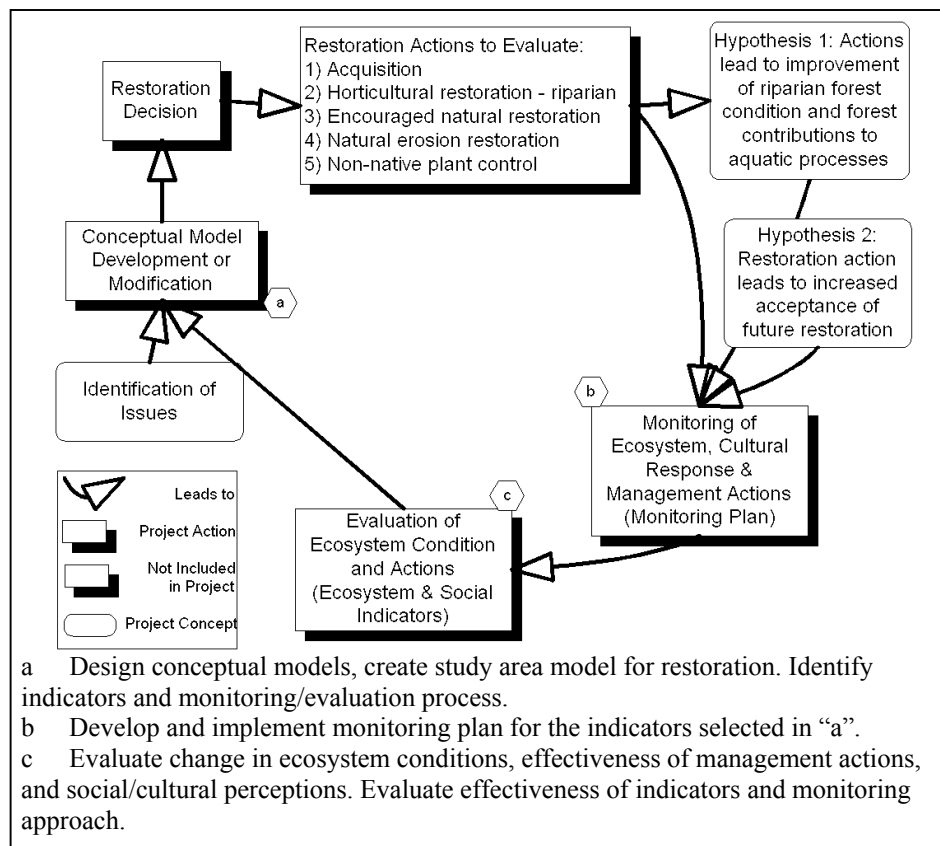 Restoration
Decision
Restoration Actions to Evaluate:
1) Acquisition
2) Horticultural restoration - riparian
3) Encouraged natural restoration
4) Natural erosion restoration
5) Non-native plant control
Hypothesis 1: Actions
lead to improvement
of riparian forest
condition and forest
contributions to
aquatic processes
Hypothesis 2:
Restoration action
leads to increased
acceptance of
future restoration
Conceptual Model
Development or
Modification
a
Identification of
Issues
b
Monitoring of
Ecosystem, Cultural
Response &
Management Actions
(Monitoring Plan)
c
Evaluation of
Ecosystem Condition
and Actions
(Ecosystem & Social
Indicators)
Leads to
Project Action
Not Included
in Project
Project Concept
a Design conceptual models, create study area model for restoration. Identify
indicators and monitoring/evaluation process.
b Develop and implement monitoring plan for the indicators selected in “a”.
c Evaluate change in ecosystem conditions, effectiveness of management actions,
and social/cultural perceptions. Evaluate effectiveness of indicators and monitoring
approach.